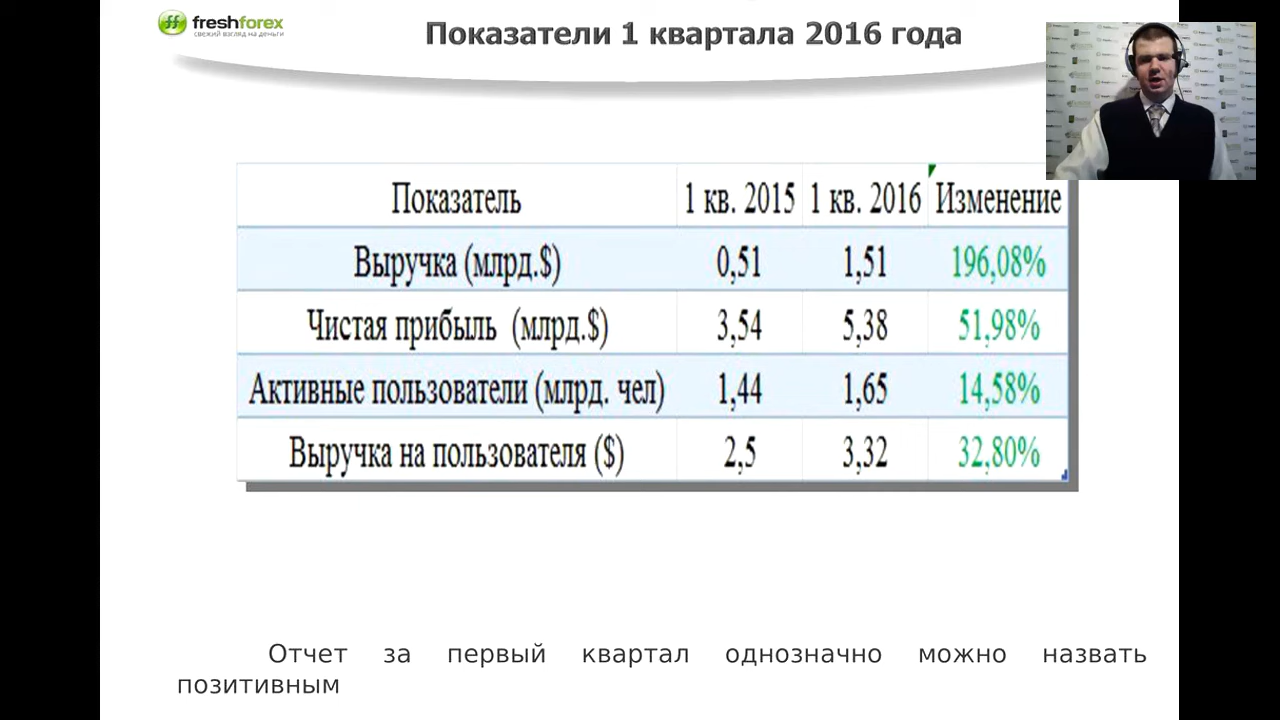 freshforex
свежий взгляд на деньги
Показатели 1 квартала 2016 года
Показатель 1 кв. 2015 1 кв. 2016 Изменение
Выручка (млрд.$) 0,51 1,51 196,08%
Чистая прибыль (млрд.$) 3,54 5,38 51,98%
Активные пользователи (млрд. чел) 1,44 1,65 14,58%
Выручка на пользователя ($) 2,5 3,32 32,80%
Отчет за первый квартал однозначно можно назвать
позитивным